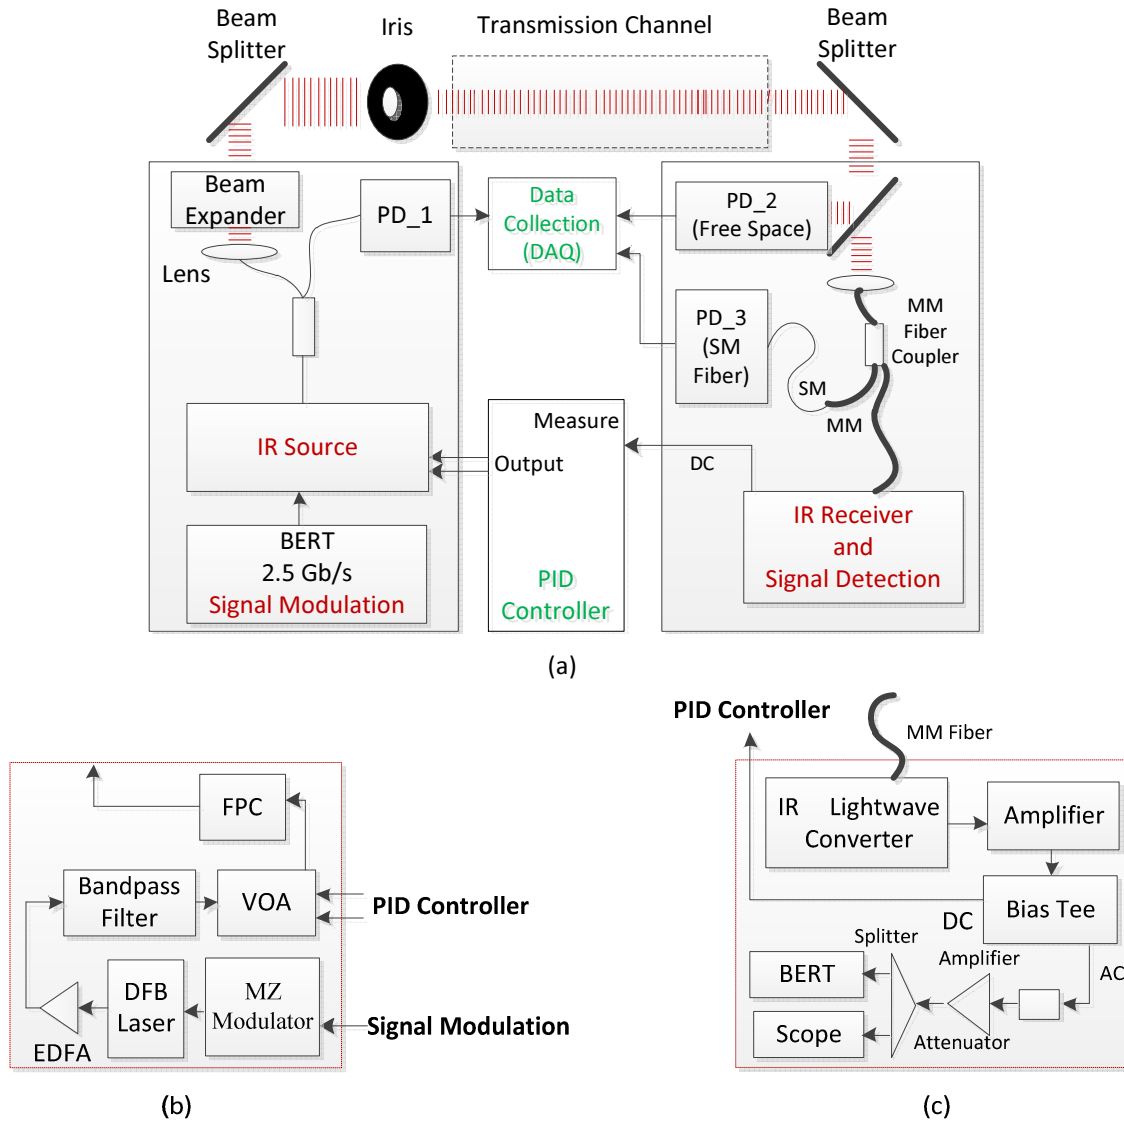 Beam
Splitter
Iris
Transmission Channel
Beam
Splitter
Beam
Expander
Lens
PD_1
Data
Collection
(DAQ)
PD_2
(Free Space)
PD_3
(SM
Fiber)
MM
Fiber
Coupler
SM
MM
IR Source
BERT
2.5 Gb/s
Signal Modulation
Measure
Output
PID
Controller
DC
IR Receiver
and
Signal Detection
(a)
FPC
Bandpass
Filter
VOA
PID Controller
EDFA
DFB
Laser
MZ
Modulator
Signal Modulation
(b)
PID Controller
MM Fiber
IR Lightwave
Converter
Amplifier
Bias Tee
DC
AC
Splitter
Amplifier
Attenuator
BERT
Scope
(c)